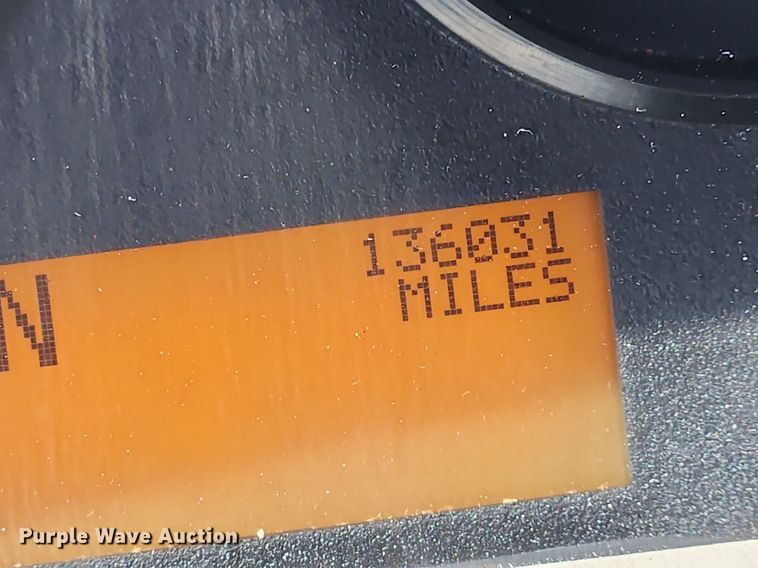 136031
MILES
N
Purple Wave Auction